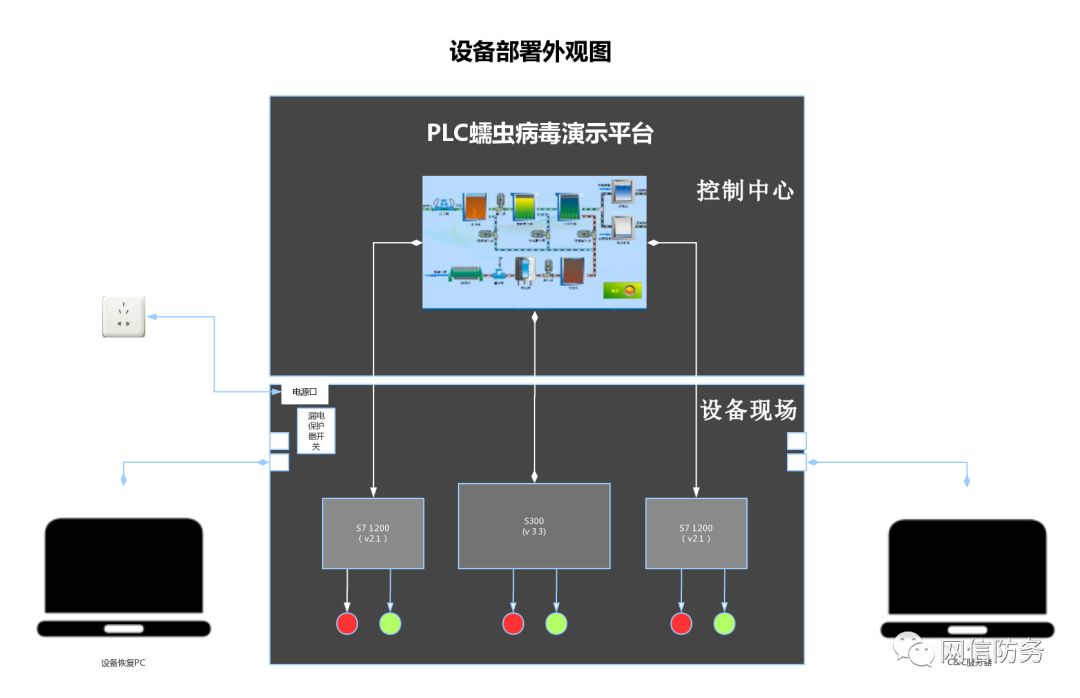 设备部署外观图
PLC蠕虫病毒演示平台
控制中心
电源口
漏电
保护
器开
关
设备现场
S7 1200
( v2.1 )
S300
(v 3.3)
S7 1200
( v2.1 )
设备恢复PC
C&C服务器
网信防务